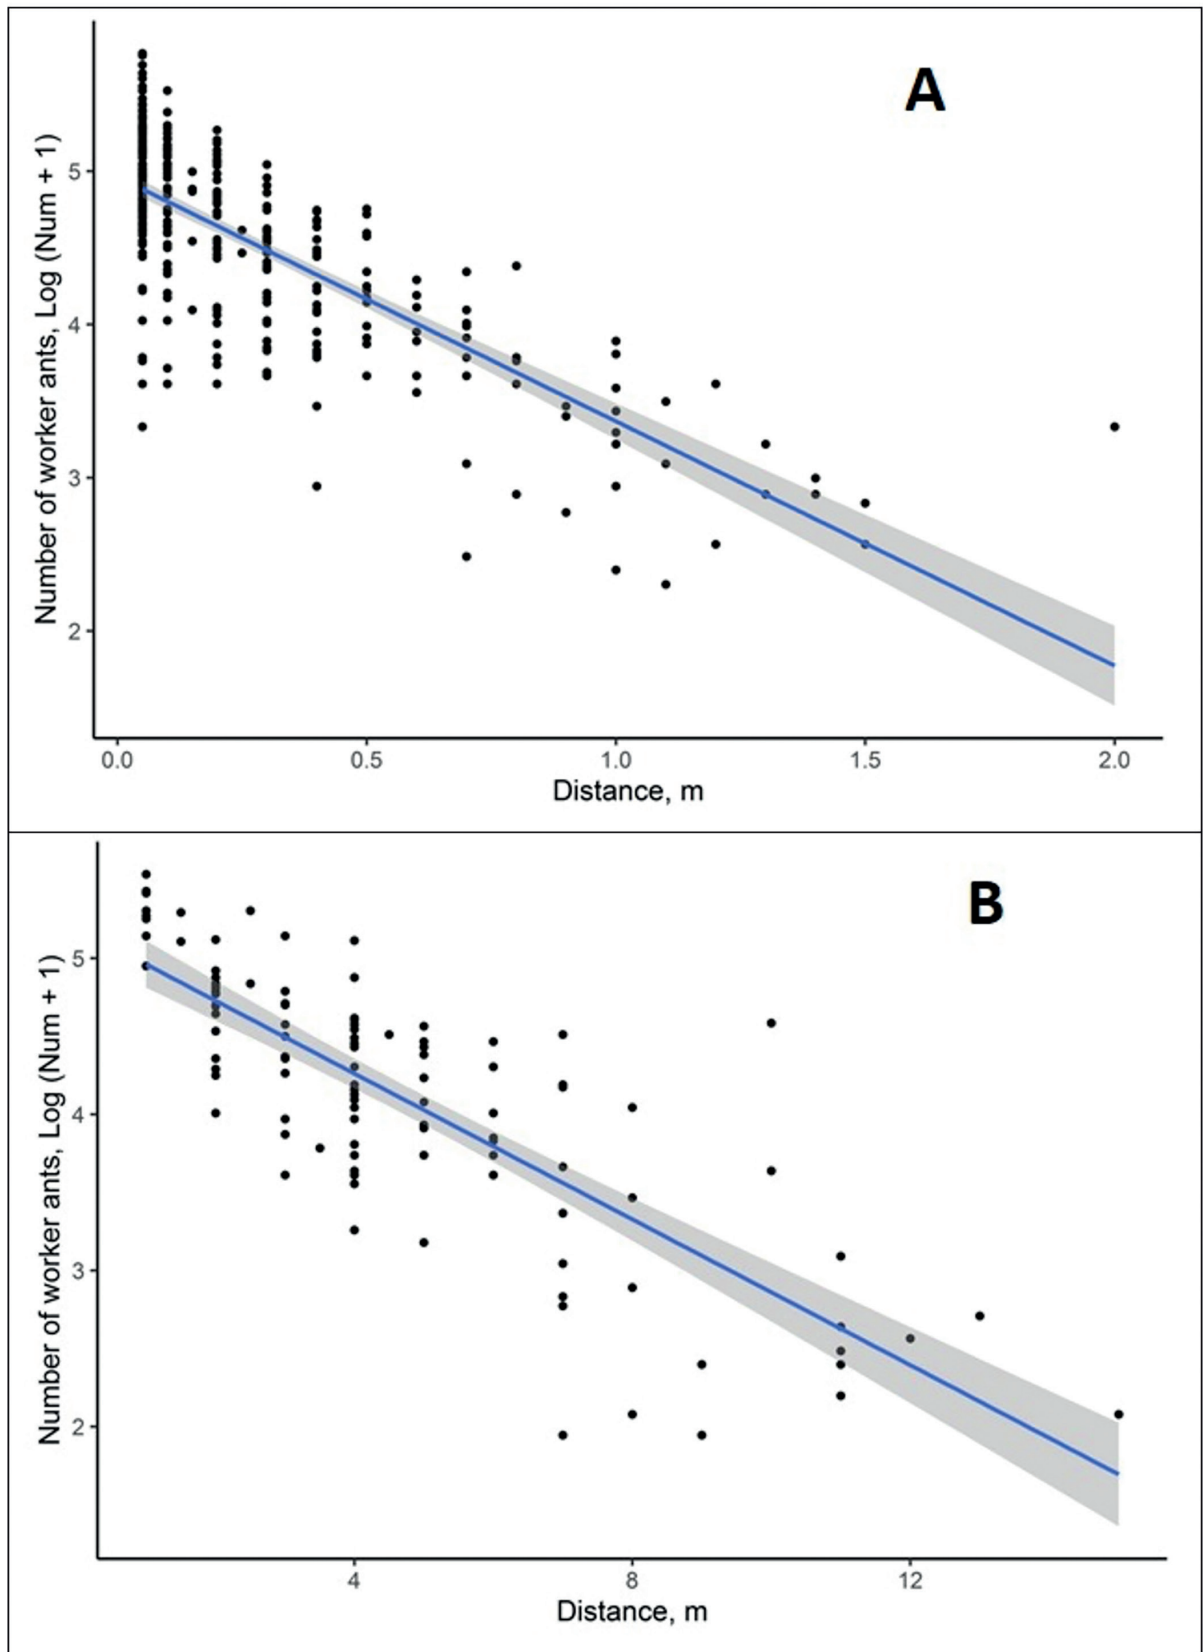 A
Number of worker ants, Log (Num + 1)
5
4
3
2
0.0 0.5 1.0 1.5 2.0
Distance, m
B
Number of worker ants, Log (Num + 1)
5
4
3
2
4 8 12
Distance, m